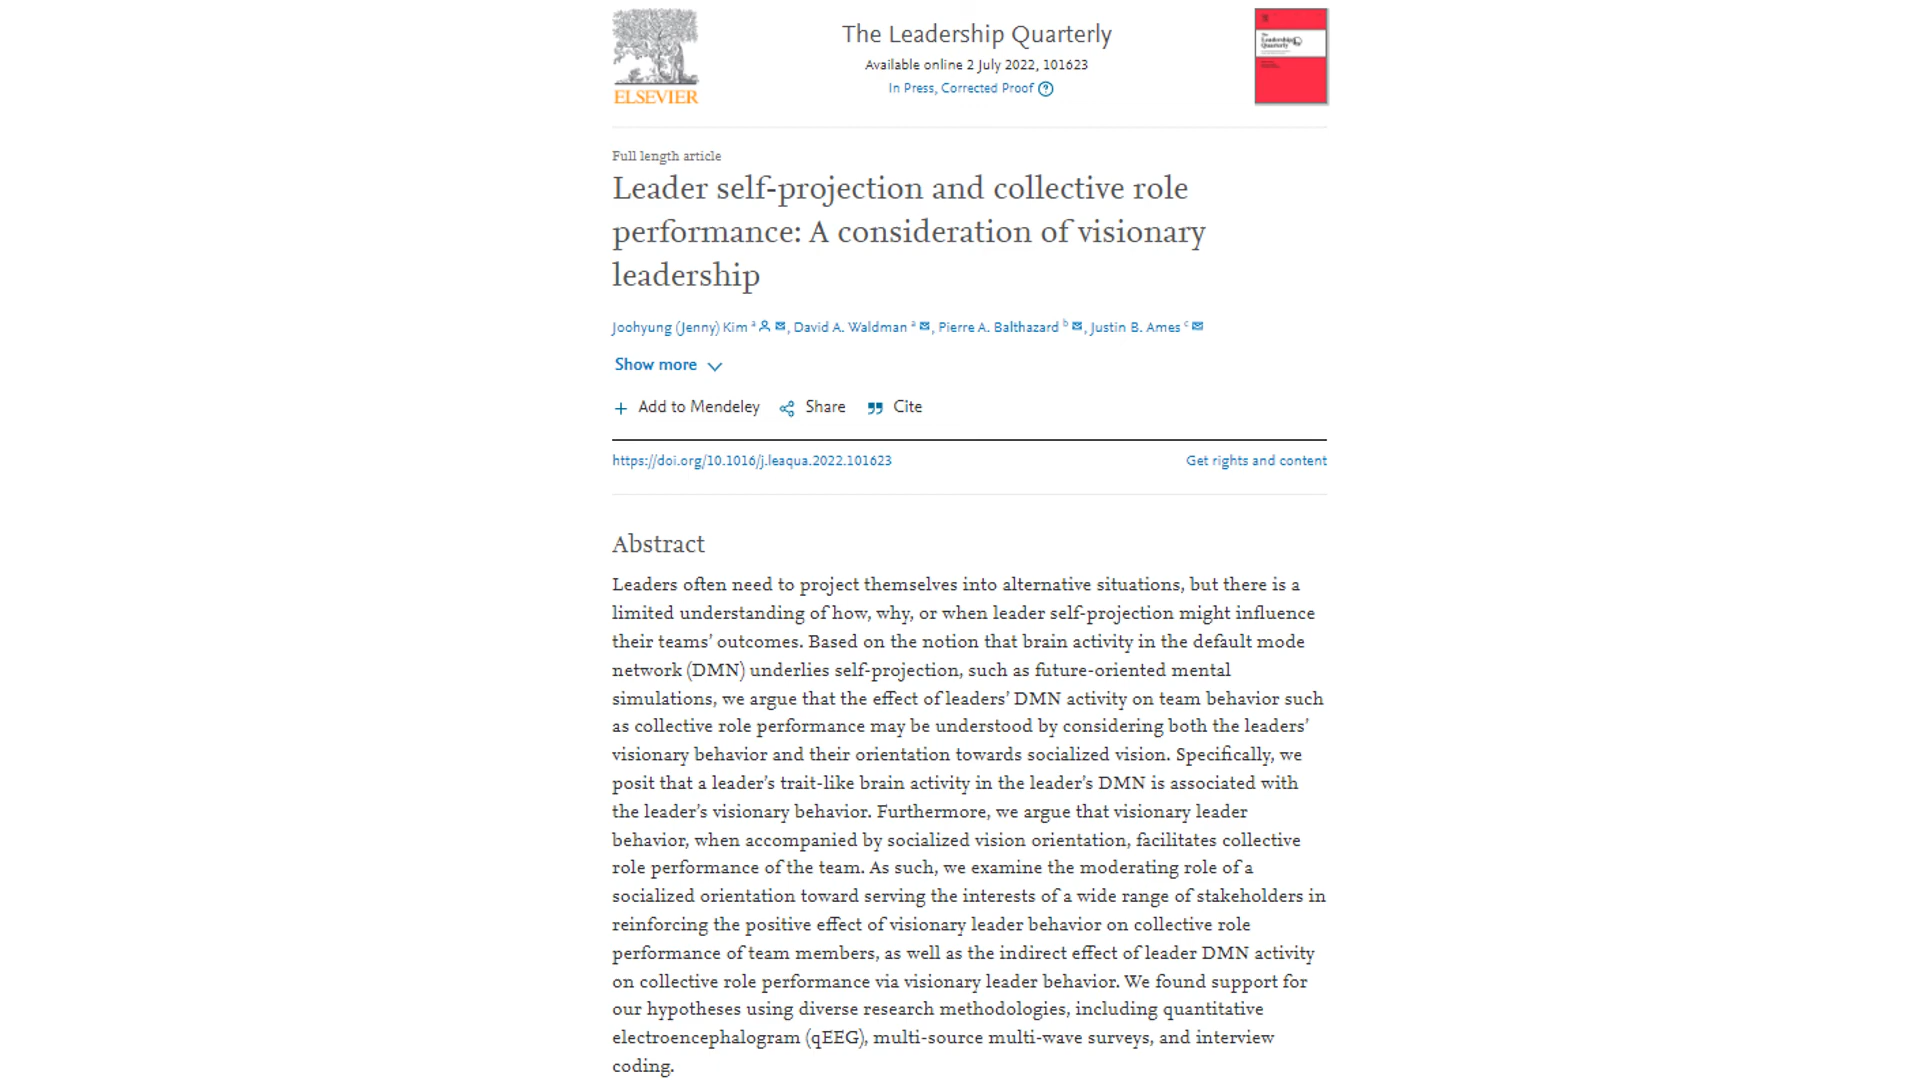 ELSEVIER
The Leadership Quarterly
Available online 2 July 2022, 101623
In Press, Corrected Proof
The
Leadership
Quarterly
Full length article
Leader self-projection and collective role
performance: A consideration of visionary
leadership
Joohyung (Jenny) Kim a, David A. Waldman a, Pierre A. Balthazard b, Justin B. Ames c
Show more
+ Add to Mendeley Share Cite
https://doi.org/10.1016/j.leaqua.2022.101623 Get rights and content
Abstract
Leaders often need to project themselves into alternative situations, but there is a
limited understanding of how, why, or when leader self-projection might influence
their teams’ outcomes. Based on the notion that brain activity in the default mode
network (DMN) underlies self-projection, such as future-oriented mental
simulations, we argue that the effect of leaders’ DMN activity on team behavior such
as collective role performance may be understood by considering both the leaders’
visionary behavior and their orientation towards socialized vision. Specifically, we
posit that a leader’s trait-like brain activity in the leader’s DMN is associated with
the leader’s visionary behavior. Furthermore, we argue that visionary leader
behavior, when accompanied by socialized vision orientation, facilitates collective
role performance of the team. As such, we examine the moderating role of a
socialized orientation toward serving the interests of a wide range of stakeholders in
reinforcing the positive effect of visionary leader behavior on collective role
performance of team members, as well as the indirect effect of leader DMN activity
on collective role performance via visionary leader behavior. We found support for
our hypotheses using diverse research methodologies, including quantitative
electroencephalogram (qEEG), multi-source multi-wave surveys, and interview
coding.